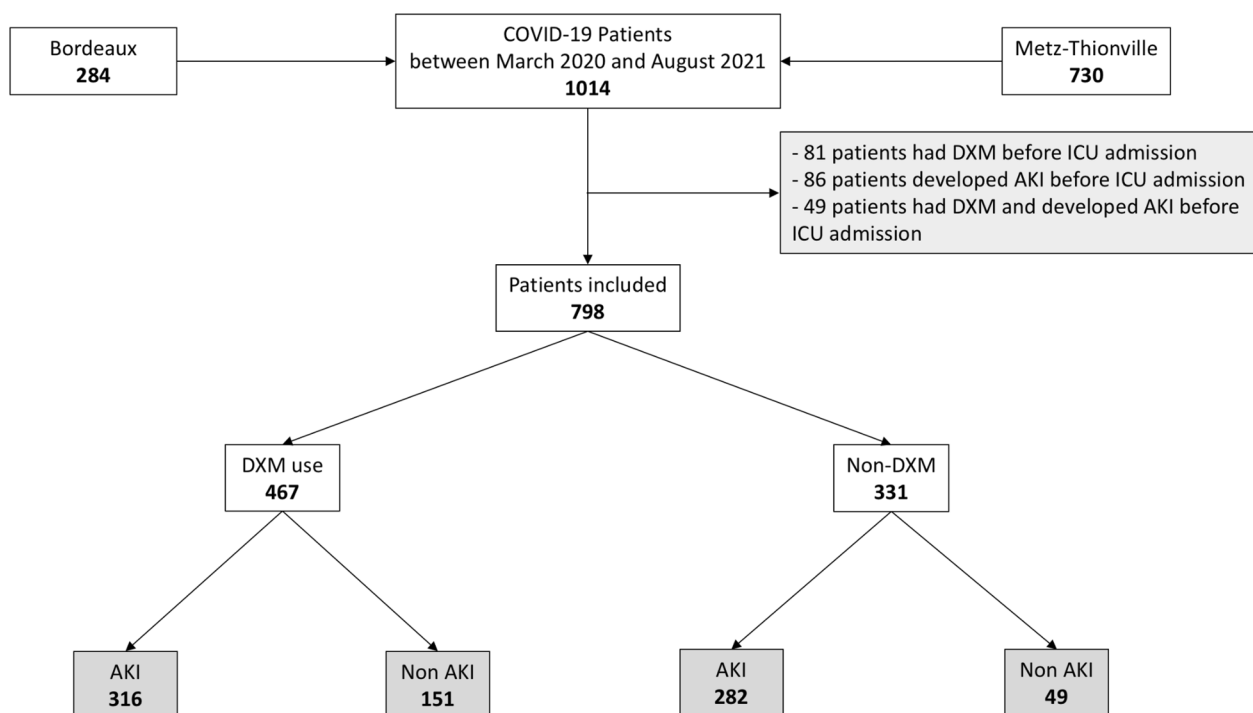 Bordeaux
284
COVID-19 Patients
between March 2020 and August 2021
1014
Metz-Thionville
730
- 81 patients had DXM before ICU admission
- 86 patients developed AKI before ICU admission
- 49 patients had DXM and developed AKI before
ICU admission
Patients included
798
DXM use
467
Non-DXM
331
AKI
316
Non AKI
151
AKI
282
Non AKI
49